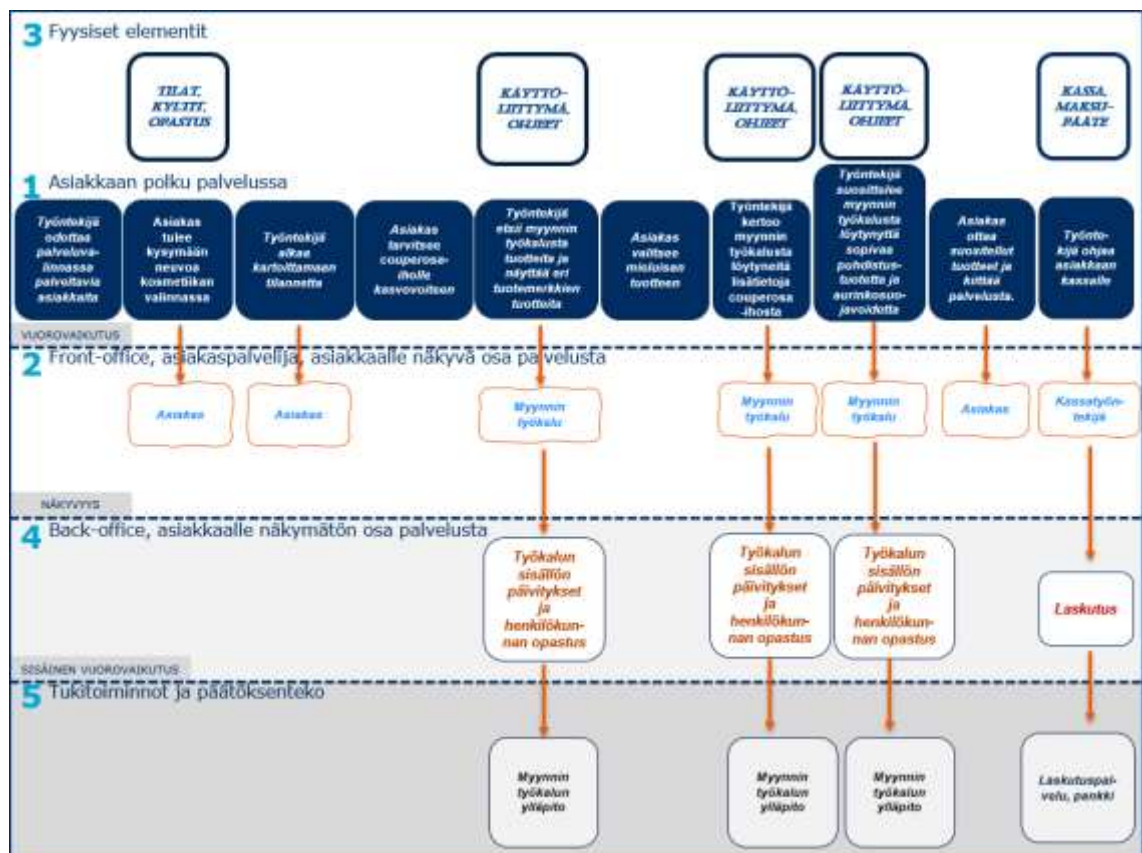 3 Fyysiset elementit
TILAT,
KYLTIT,
OPASTUS
KÄYTTÖ-
LIITTYMÄ,
OHJEET
KÄYTTÖ-
LIITTYMÄ,
OHJEET
KÄYTTÖ-
LIITTYMÄ,
OHJEET
KASSA,
MAKSU-
PÄÄTE
1 Asiakkaan polku palvelussa
Työntekijä
odottaa
palveluva-
linnassa
palveltavia
asiakkaita
Asiakas
tulee
kysymään
neuvoa
kosmetiikan
valinnassa
Työntekijä
alkaa
kartoittamaan
tilannetta
Asiakas
tarvitsee
couperosa-
iholle
kasvovoiteen
Työntekijä
etsii myynnin
työkalusta
tuotteita ja
näyttää eri
tuotemerkkien
tuotteita
Asiakas
valitsee
mieluisen
tuotteen
Työntekijä
kertoo
myynnin
työkalusta
löytyneitä
lisätietoja
couperosa
-ihosta
Työntekijä
suosittelee
myynnin
työkalusta
löytynyttä
sopivaa
puhdistus-
tuotetta ja
aurinkosuo-
javoidetta
Asiakas
ottaa
suositellut
tuotteet ja
kiittää
palvelusta.
Työnte-
kijä ohjaa
asiakkaan
kassalle
VUOROVAIKUTUS
2 Front-office, asiakaspalvelija, asiakkaalle näkyvä osa palvelusta
Asiakas
Asiakas
Myynnin
työkalu
Myynnin
työkalu
Myynnin
työkalu
Asiakas
Kassatyön-
tekijä
NÄKYVYYS
4 Back-office, asiakkaalle näkymätön osa palvelusta
Työkalun
sisällön
päivitykset
ja
henkilökun-
nan opastus
Työkalun
sisällön
päivitykset
ja
henkilökun-
nan opastus
Työkalun
sisällön
päivitykset
ja
henkilökun-
nan opastus
Laskutus
SISÄINEN VUOROVAIKUTUS
5 Tukitoiminnot ja päätöksenteko
Myynnin
työkalun
ylläpito
Myynnin
työkalun
ylläpito
Myynnin
työkalun
ylläpito
Laskutuspal-
velu, pankki